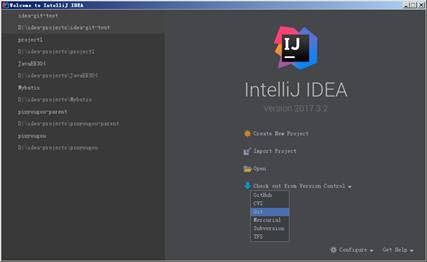 Welcome to IntelliJ IDEA
idea-git-test
D:\idea-projects\idea-git-test
project1
D:\idea-projects\project1
JavaEE304
D:\idea-projects\JavaEE304
Mybatis
D:\idea-projects\Mybatis
pinyougou-parent
D:\idea-projects\pinyougou-parent
pinyougou
D:\idea-projects\pinyougou
IJ
IntelliJ IDEA
Version 2017.3.2
Create New Project
Import Project
Open
Check out from Version Control
GitHub
CVS
Git
Mercurial
Subversion
TFS
Configure
Get Help